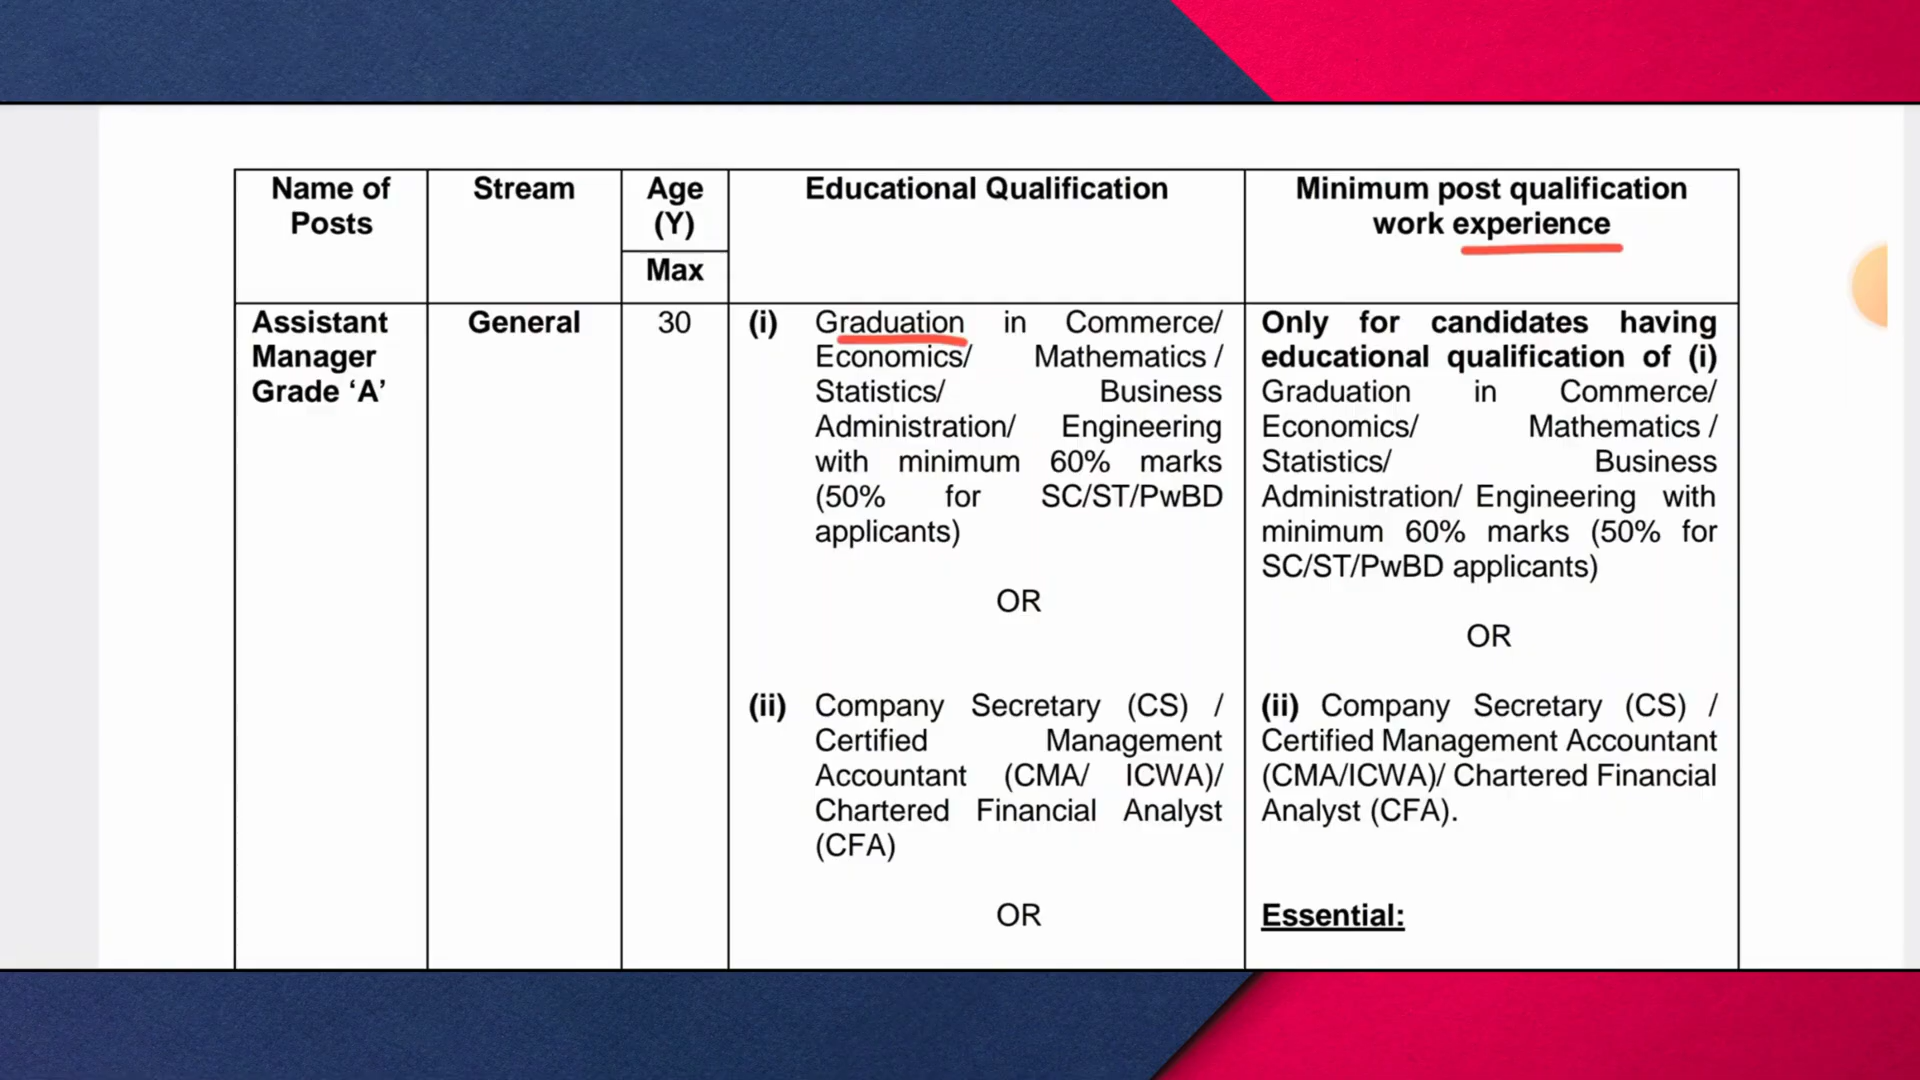 Name of
Posts
Stream
Age
(Y)
Max
Educational Qualification
Minimum post qualification
work experience
Assistant
Manager
Grade ‘A’
General
30
(i) Graduation in Commerce/
Economics/ Mathematics /
Statistics/ Business
Administration/ Engineering
with minimum 60% marks
(50% for SC/ST/PwBD
applicants)
OR
(ii) Company Secretary (CS) /
Certified Management
Accountant (CMA/ ICWA)/
Chartered Financial Analyst
(CFA)
OR
Only for candidates having
educational qualification of (i)
Graduation in Commerce/
Economics/ Mathematics /
Statistics/ Business
Administration/ Engineering with
minimum 60% marks (50% for
SC/ST/PwBD applicants)
OR
(ii) Company Secretary (CS) /
Certified Management Accountant
(CMA/ICWA)/ Chartered Financial
Analyst (CFA).
Essential: